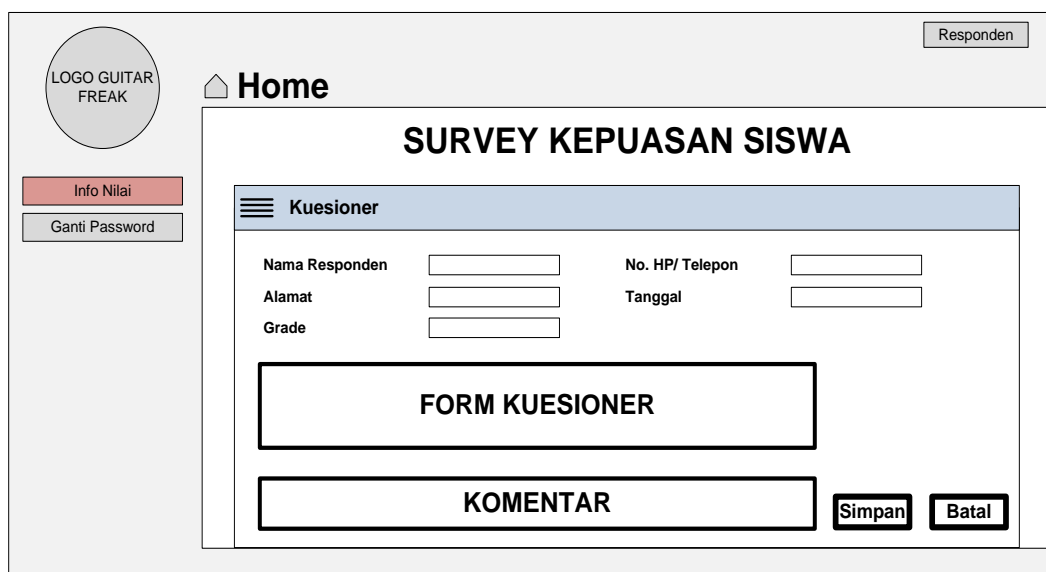 Responden
LOGO GUITAR
FREAK
Home
SURVEY KEPUASAN SISWA
Info Nilai
Ganti Password
Kuesioner
Nama Responden
No. HP/ Telepon
Alamat
Tanggal
Grade
FORM KUESIONER
KOMENTAR
Simpan
Batal